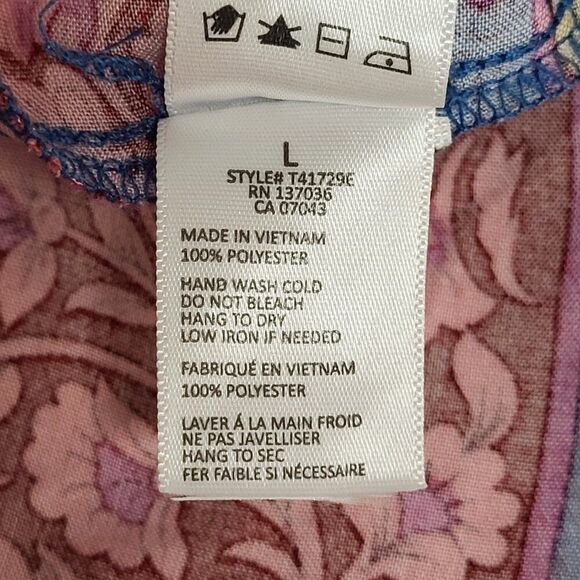 L
STYLE# T41729E
RN 137036
CA 07043
MADE IN VIETNAM
100% POLYESTER
HAND WASH COLD
DO NOT BLEACH
HANG TO DRY
LOW IRON IF NEEDED
FABRIQUÉ EN VIETNAM
100% POLYESTER
LAVER Á LA MAIN FROID
NE PAS JAVELLISER
HANG TO SEC
FER FAIBLE SI NÉCESSAIRE